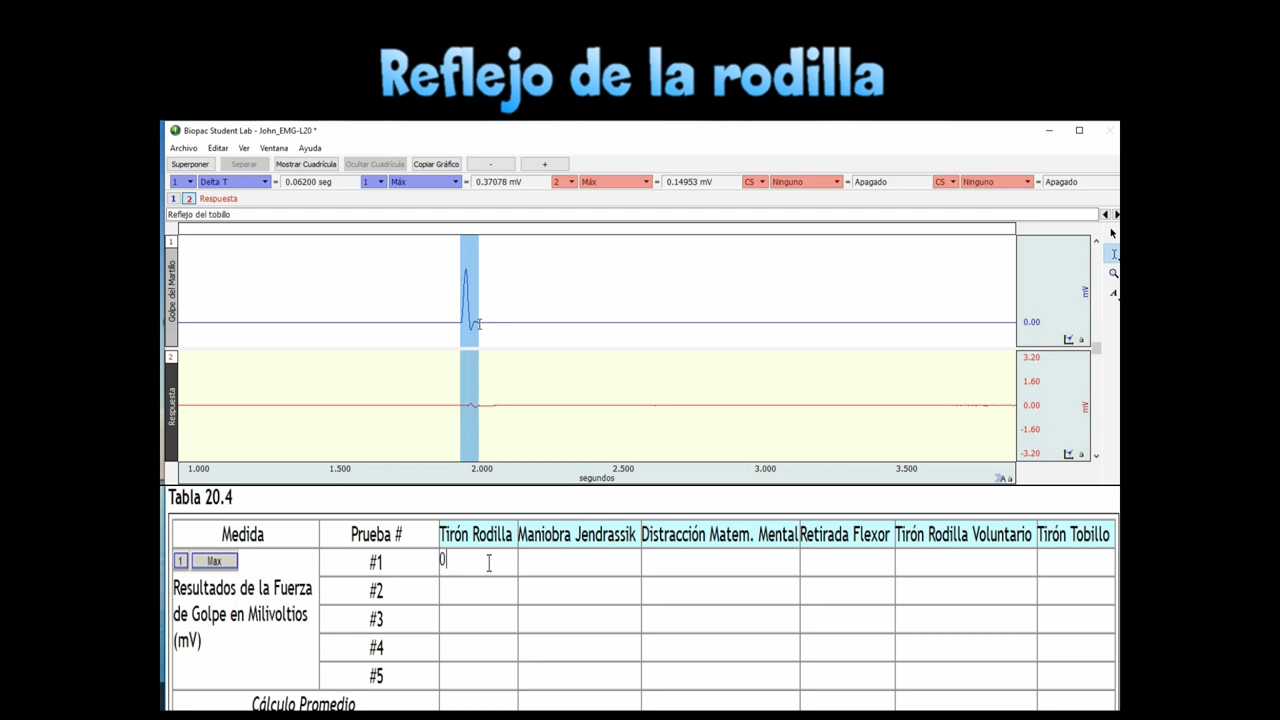 Reflejo de la rodilla
Biopac Student Lab - John_EMG-L20 *
Archivo Editar Ver Ventana Ayuda
Superponer Separar Mostrar Cuadrícula Ocultar Cuadrícula Copiar Gráfico - +
1 Delta T = 0.06200 seg 1 Máx = 0.37078 mV 2 Máx = 0.14953 mV CS Ninguno = Apagado CS Ninguno = Apagado
1 2 Respuesta
Reflejo del tobillo
1
Golpe del Martillo
mV
0.00
2
Respuesta
3.20
1.60
0.00
mV
-1.60
-3.20
1.000 1.500 2.000 2.500 3.000 3.500
segundos
Tabla 20.4
Medida Prueba # Tirón Rodilla Maniobra Jendrassik Distracción Matem. Mental Retirada Flexor Tirón Rodilla Voluntario Tirón Tobillo
1 Max #1 0
Resultados de la Fuerza #2
de Golpe en Milivoltios #3
(mV) #4
#5
Cálculo Promedio